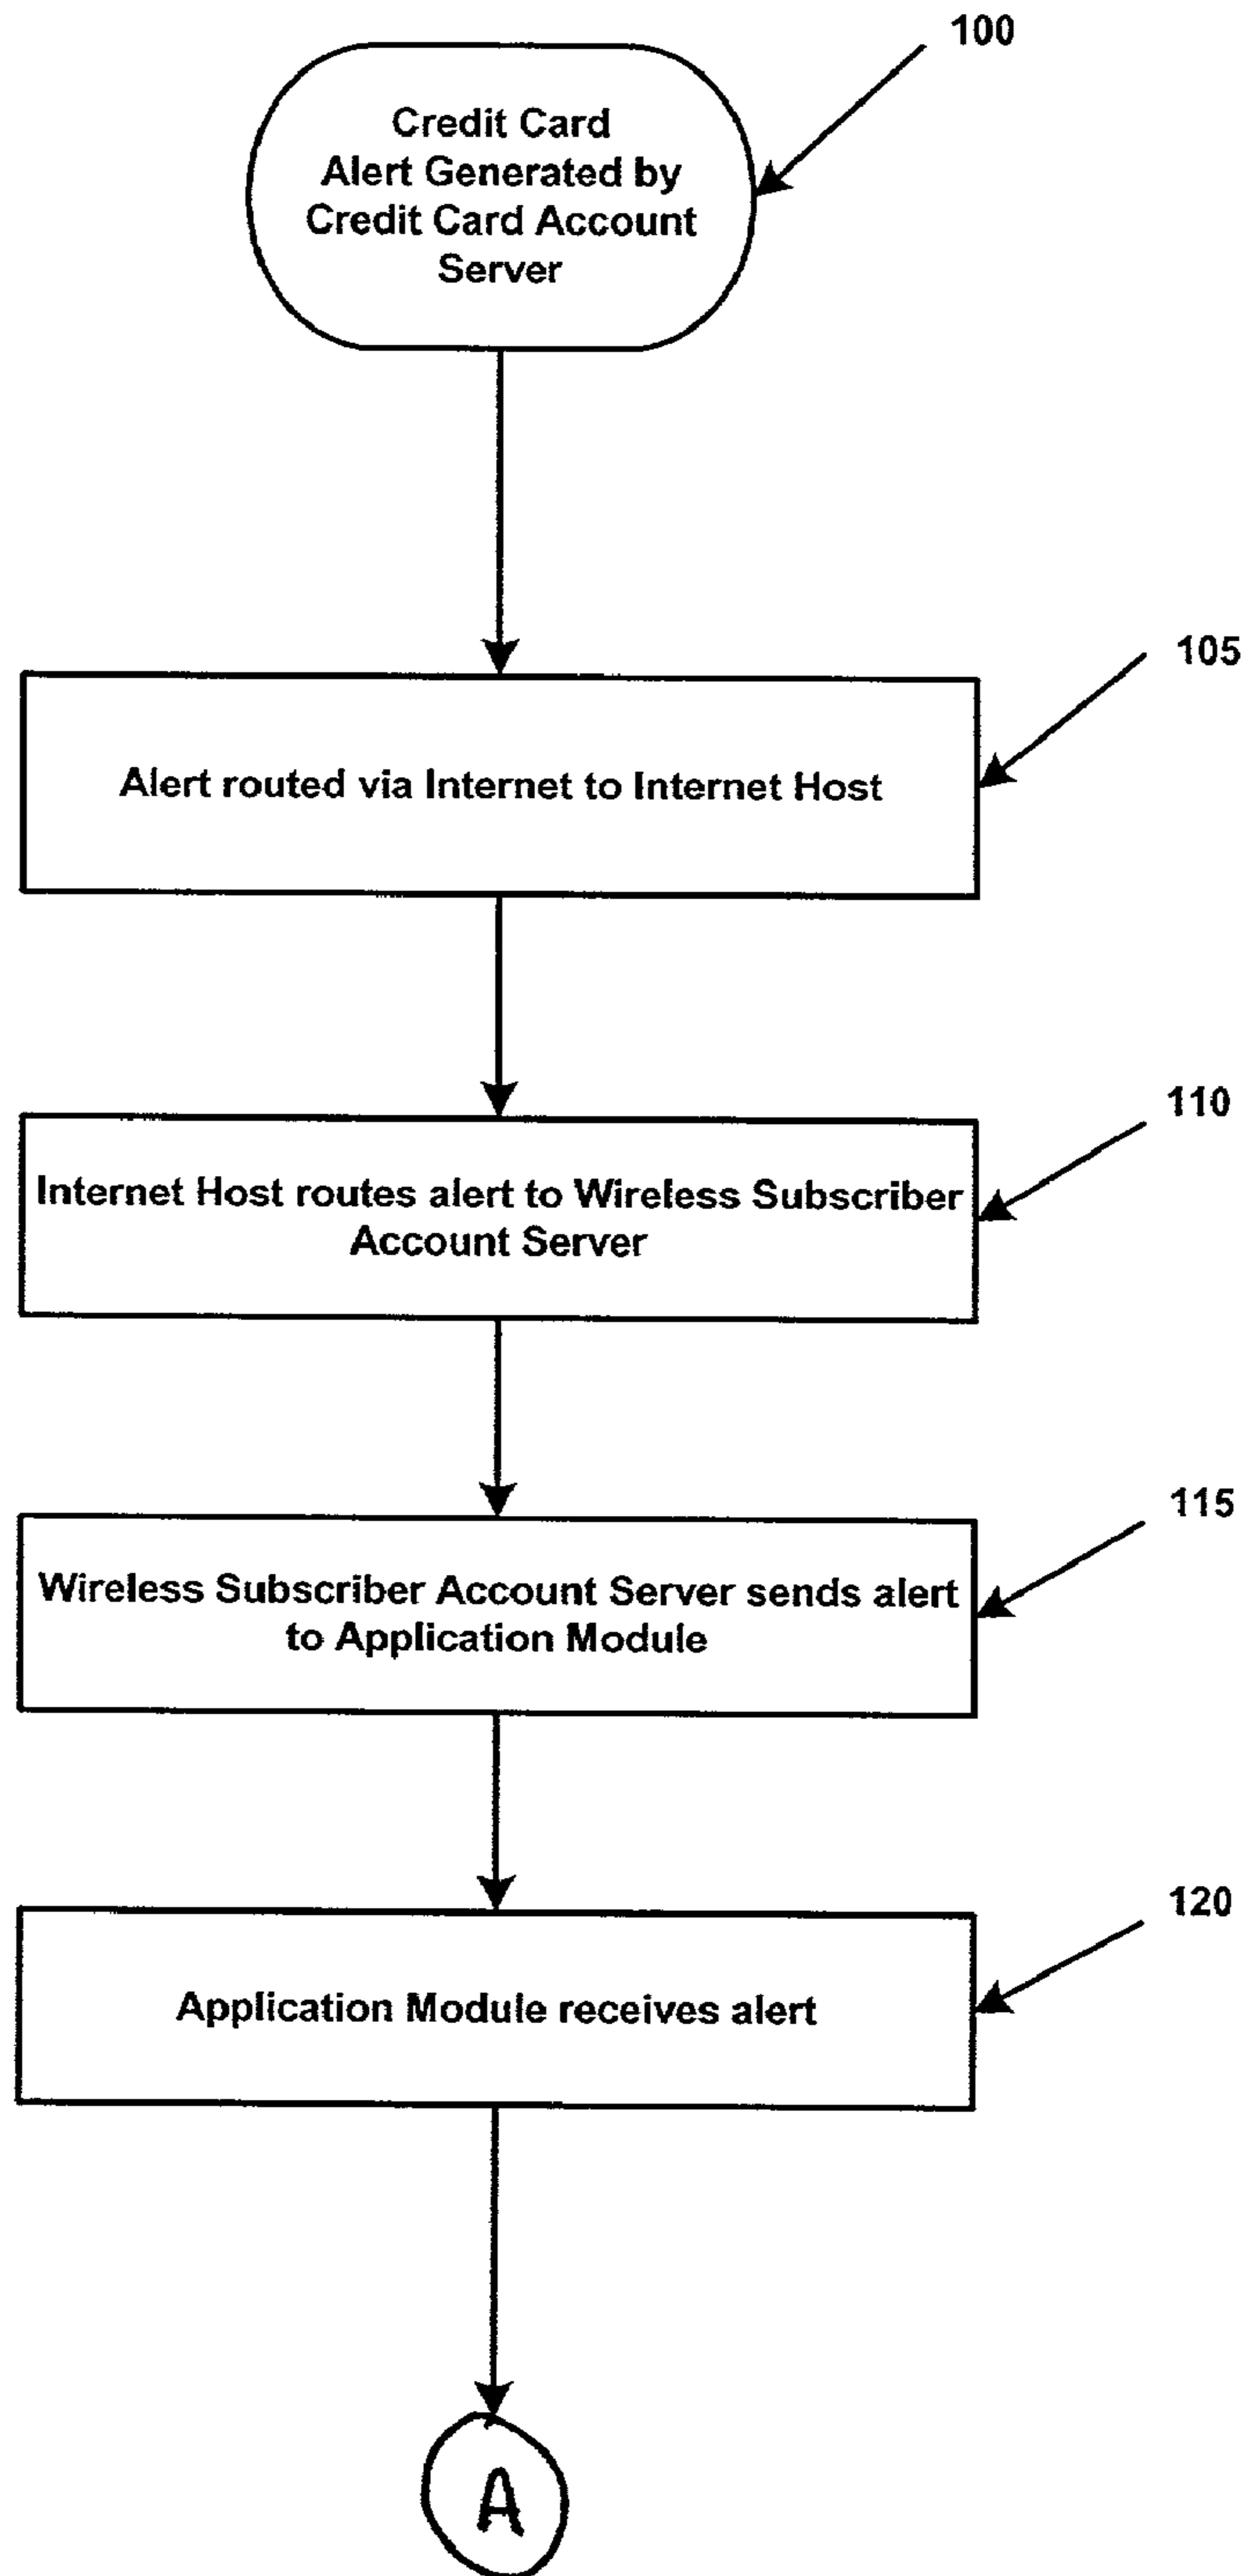 100
Credit Card
Alert Generated by
Credit Card Account
Server
105
Alert routed via Internet to Internet Host
110
Internet Host routes alert to Wireless Subscriber
Account Server
115
Wireless Subscriber Account Server sends alert
to Application Module
120
Application Module receives alert
A